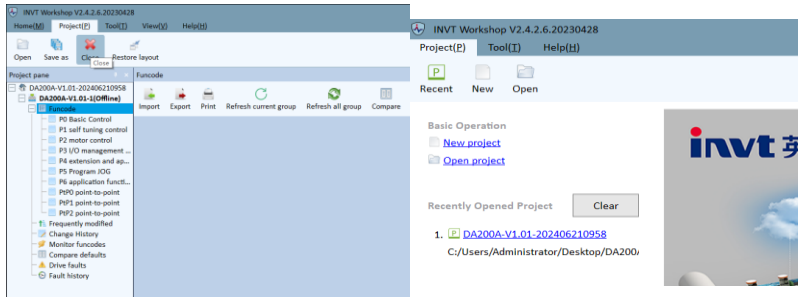 INVT Workshop V2.4.2.6.20230428
Home(M) Project(P) Tool(T) View(V) Help(H)
Open Save as Close Restore layout
Close
Project pane
DA200A-V1.01-202406210958
DA200A-V1.01-1(Offline)
Funcode
P0 Basic Control
P1 self tuning control
P2 motor control
P3 I/O management ...
P4 extension and ap...
P5 Program JOG
P6 application functi...
PtP0 point-to-point
PtP1 point-to-point
PtP2 point-to-point
Frequently modified
Change History
Monitor funcodes
Compare defaults
Drive faults
Fault history
Funcode
Import Export Print Refresh current group Refresh all group Compare
INVT Workshop V2.4.2.6.20230428
Project(P) Tool(T) Help(H)
Recent New Open
Basic Operation
New project
Open project
Recently Opened Project Clear
1. DA200A-V1.01-202406210958
C:/Users/Administrator/Desktop/DA200A
invt 英